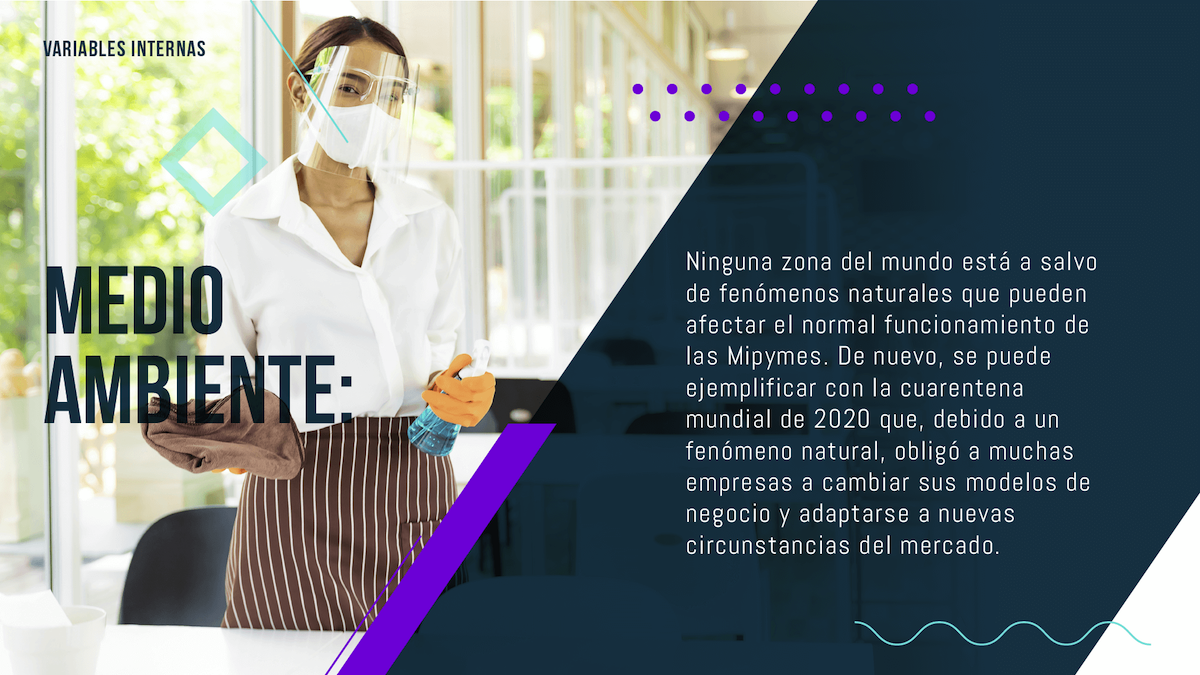 VARIABLES INTERNAS
MEDIO
AMBIENTE:
Ninguna zona del mundo está a salvo
de fenómenos naturales que pueden
afectar el normal funcionamiento de
las Mipymes. De nuevo, se puede
ejemplificar con la cuarentena
mundial de 2020 que, debido a un
fenómeno natural, obligó a muchas
empresas a cambiar sus modelos de
negocio y adaptarse a nuevas
circunstancias del mercado.